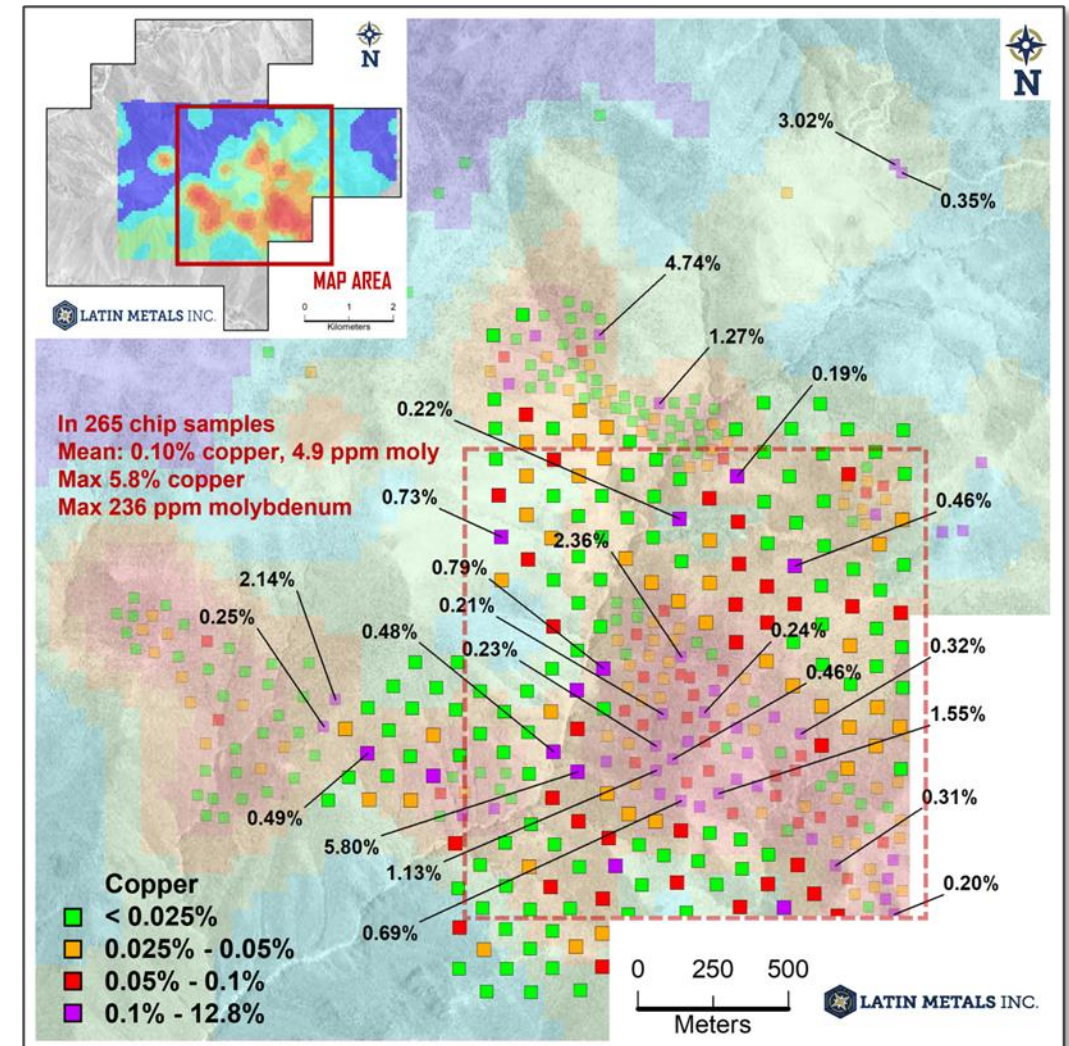 N
MAP AREA
LATIN METALS INC.
0 1 2
Kilometers
N
3.02%
0.35%
4.74%
1.27%
0.19%
0.22%
In 265 chip samples
Mean: 0.10% copper, 4.9 ppm moly
Max 5.8% copper
Max 236 ppm molybdenum
0.73%
0.46%
2.36%
0.79%
2.14%
0.21%
0.25%
0.48%
0.24%
0.23%
0.32%
0.46%
1.55%
0.31%
0.49%
5.80%
1.13%
0.20%
0.69%
Copper
< 0.025%
0.025% - 0.05%
0.05% - 0.1%
0.1% - 12.8%
0 250 500
Meters
LATIN METALS INC.